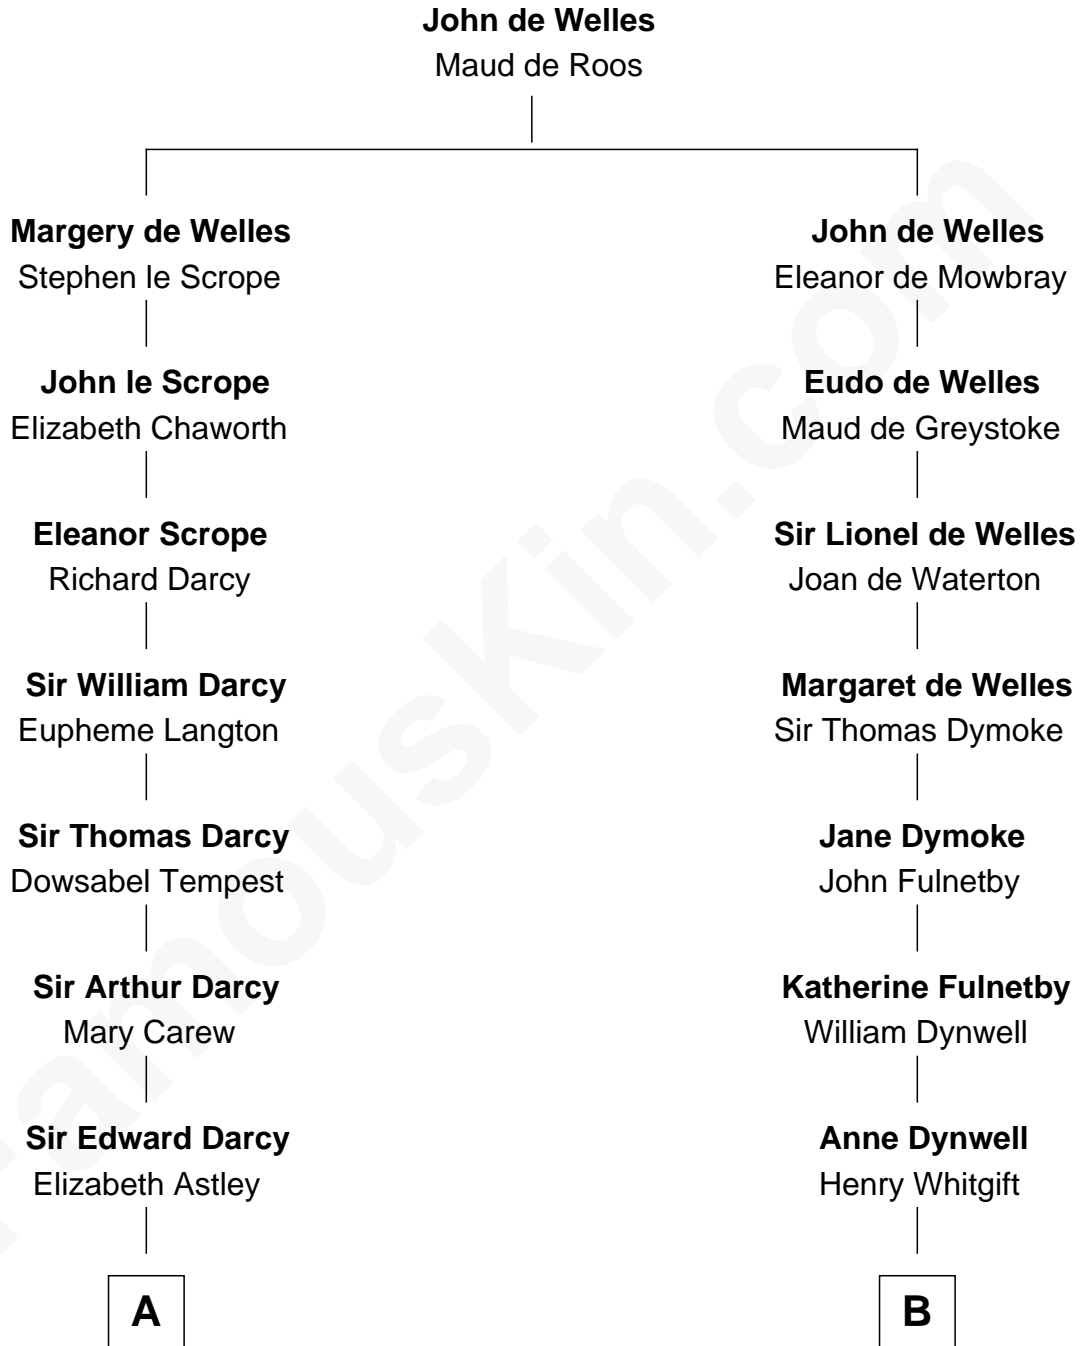 John de Welles
Maud de Roos
Margery de Welles
Stephen le Scrope
John de Welles
Eleanor de Mowbray
John le Scrope
Elizabeth Chaworth
Eudo de Welles
Maud de Greystoke
Eleanor Scrope
Richard Darcy
Sir Lionel de Welles
Joan de Waterton
Sir William Darcy
Eupheme Langton
Margaret de Welles
Sir Thomas Dymoke
Sir Thomas Darcy
Dowsabel Tempest
Jane Dymoke
John Fulnetby
Sir Arthur Darcy
Mary Carew
Katherine Fulnetby
William Dynwell
Sir Edward Darcy
Elizabeth Astley
Anne Dynwell
Henry Whitgift
A
B
FamousKin.com